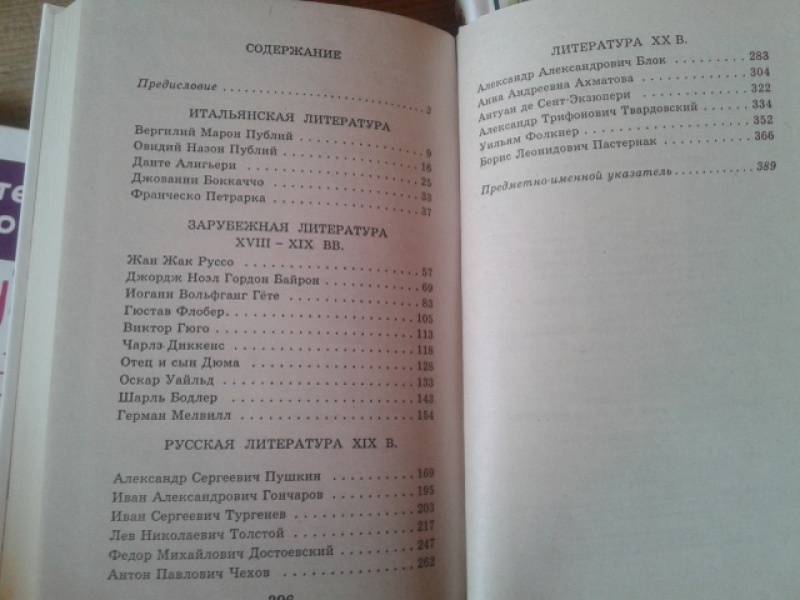 СОДЕРЖАНИЕ
Предисловие . . . . . . . . . . . . . . . . . . . . 3
ИТАЛЬЯНСКАЯ ЛИТЕРАТУРА
Вергилий Марон Публий . . . . . . . . . . . . 9
Овидий Назон Публий . . . . . . . . . . . . . 16
Данте Алигьери . . . . . . . . . . . . . . . . . 25
Джованни Боккаччо . . . . . . . . . . . . . . 33
Франческо Петрарка . . . . . . . . . . . . . . 37
ЗАРУБЕЖНАЯ ЛИТЕРАТУРА
XVIII – XIX ВВ.
Жан Жак Руссо . . . . . . . . . . . . . . . . . 57
Джордж Ноэл Гордон Байрон . . . . . . . . . 69
Иоганн Вольфганг Гёте . . . . . . . . . . . . 83
Гюстав Флобер . . . . . . . . . . . . . . . . . 105
Виктор Гюго . . . . . . . . . . . . . . . . . . 113
Чарлз Диккенс . . . . . . . . . . . . . . . . . 118
Отец и сын Дюма . . . . . . . . . . . . . . . 128
Оскар Уайльд . . . . . . . . . . . . . . . . . 133
Шарль Бодлер . . . . . . . . . . . . . . . . . 143
Герман Мелвилл . . . . . . . . . . . . . . . . 154
РУССКАЯ ЛИТЕРАТУРА XIX В.
Александр Сергеевич Пушкин . . . . . . . . 169
Иван Александрович Гончаров . . . . . . . . 195
Иван Сергеевич Тургенев . . . . . . . . . . . 203
Лев Николаевич Толстой . . . . . . . . . . . 217
Федор Михайлович Достоевский . . . . . . . 247
Антон Павлович Чехов . . . . . . . . . . . . 262
ЛИТЕРАТУРА XX В.
Александр Александрович Блок . . . . . . . . 283
Анна Андреевна Ахматова . . . . . . . . . . . 304
Антуан де Сент-Экзюпери . . . . . . . . . . . 322
Александр Трифонович Твардовский . . . . . 334
Уильям Фолкнер . . . . . . . . . . . . . . . . 352
Борис Леонидович Пастернак . . . . . . . . . 366
Предметно-именной указатель . . . . . . . . 389